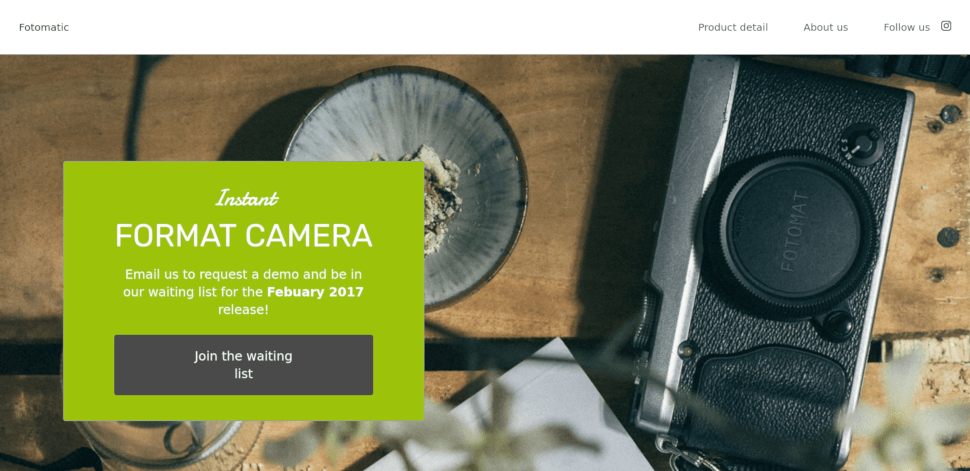 Fotomatic
Product detail
About us
Follow us
Instant
FORMAT CAMERA
Email us to request a demo and be in
our waiting list for the Febuary 2017
release!
Join the waiting
list
FOTOMAT